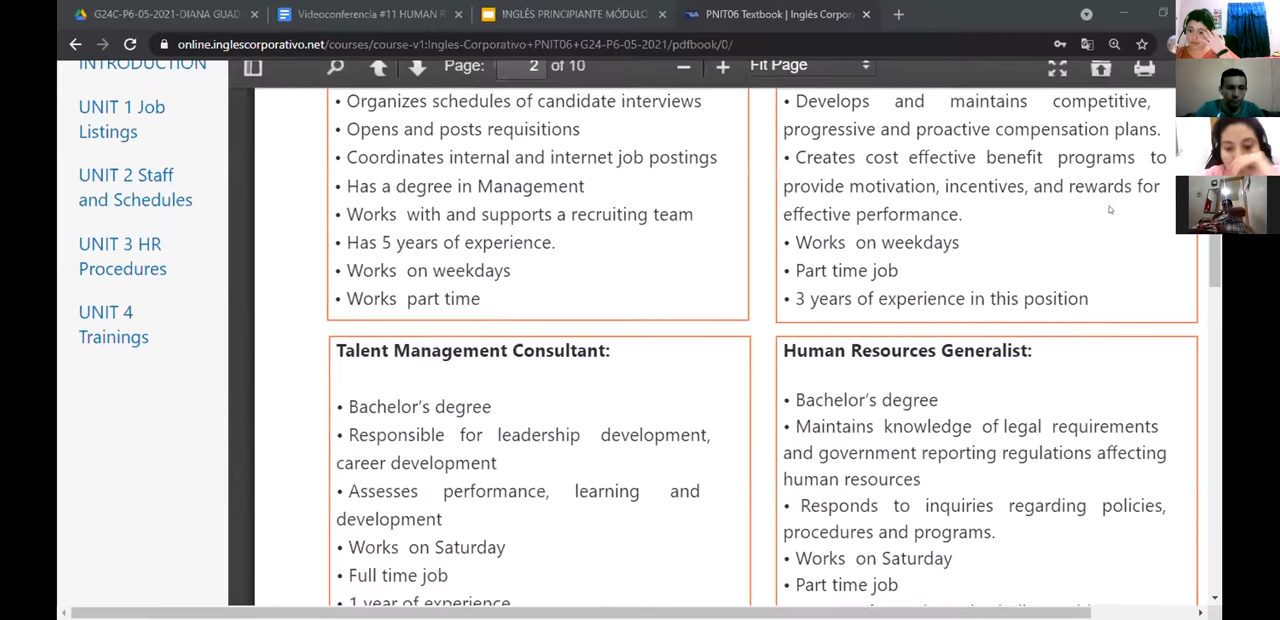 G24C-P6-05-2021-DIANA GUAD
Videoconferencia #11 HUMAN R
INGLÉS PRINCIPIANTE MÓDULO
PNIT06 Textbook | Inglés Corpor
online.inglescorporativo.net/courses/course-v1:Ingles-Corporativo+PNIT06+G24-P6-05-2021/pdfbook/0/
INTRODUCTION
UNIT 1 Job
Listings
UNIT 2 Staff
and Schedules
UNIT 3 HR
Procedures
UNIT 4
Trainings
Page: 2 of 10
Fit Page
• Organizes schedules of candidate interviews
• Opens and posts requisitions
• Coordinates internal and internet job postings
• Has a degree in Management
• Works with and supports a recruiting team
• Has 5 years of experience.
• Works on weekdays
• Works part time
• Develops and maintains competitive,
progressive and proactive compensation plans.
• Creates cost effective benefit programs to
provide motivation, incentives, and rewards for
effective performance.
• Works on weekdays
• Part time job
• 3 years of experience in this position
Talent Management Consultant:
• Bachelor's degree
• Responsible for leadership development,
career development
• Assesses performance, learning and
development
• Works on Saturday
• Full time job
• 1 year of experience
Human Resources Generalist:
• Bachelor's degree
• Maintains knowledge of legal requirements
and government reporting regulations affecting
human resources
• Responds to inquiries regarding policies,
procedures and programs.
• Works on Saturday
• Part time job